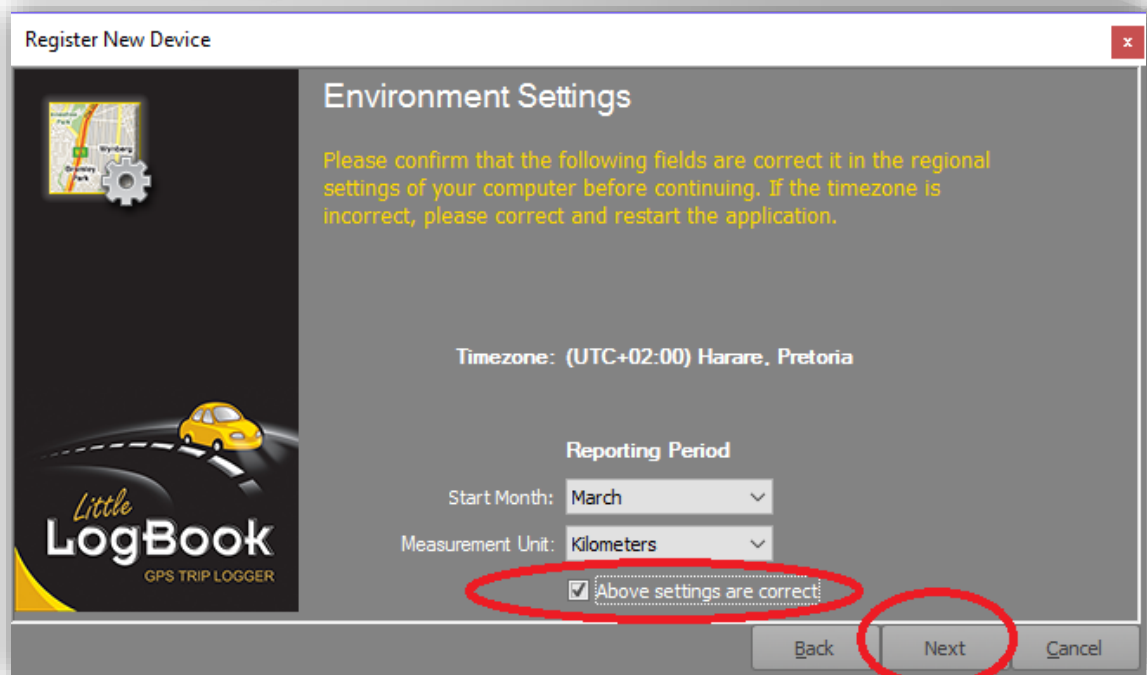 Register New Device
x
Environment Settings
Please confirm that the following fields are correct it in the regional
settings of your computer before continuing. If the timezone is
incorrect, please correct and restart the application.
Timezone: (UTC+02:00) Harare, Pretoria
Reporting Period
Start Month: March
Measurement Unit: Kilometers
Above settings are correct
Back Next Cancel
Wynberg
Park
Little
LogBook
GPS TRIP LOGGER